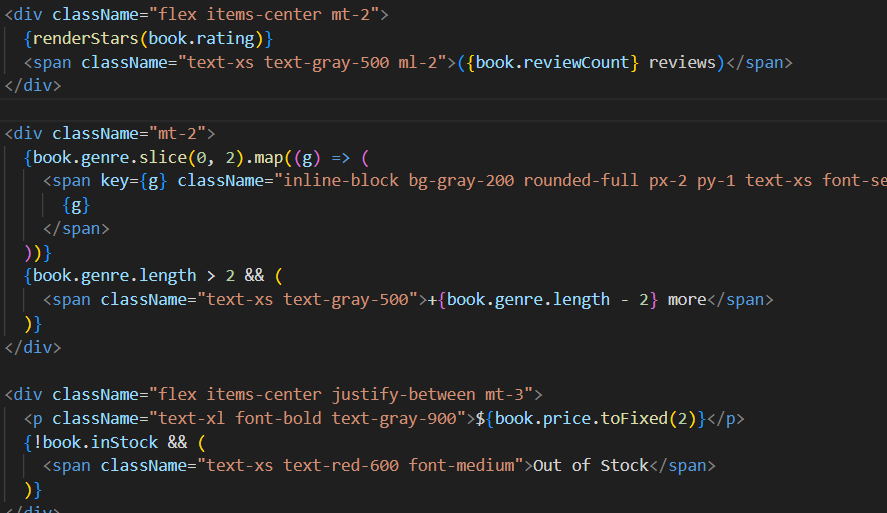 <div className="flex items-center mt-2">
  {renderStars(book.rating)}
  <span className="text-xs text-gray-500 ml-2">({book.reviewCount} reviews)</span>
</div>

<div className="mt-2">
  {book.genre.slice(0, 2).map((g) => (
    <span key={g} className="inline-block bg-gray-200 rounded-full px-2 py-1 text-xs font-se
      {g}
    </span>
  ))}
  {book.genre.length > 2 && (
    <span className="text-xs text-gray-500">+{book.genre.length - 2} more</span>
  )}
</div>

<div className="flex items-center justify-between mt-3">
  <p className="text-xl font-bold text-gray-900">${book.price.toFixed(2)}</p>
  {!book.inStock && (
    <span className="text-xs text-red-600 font-medium">Out of Stock</span>
  )}
</div>